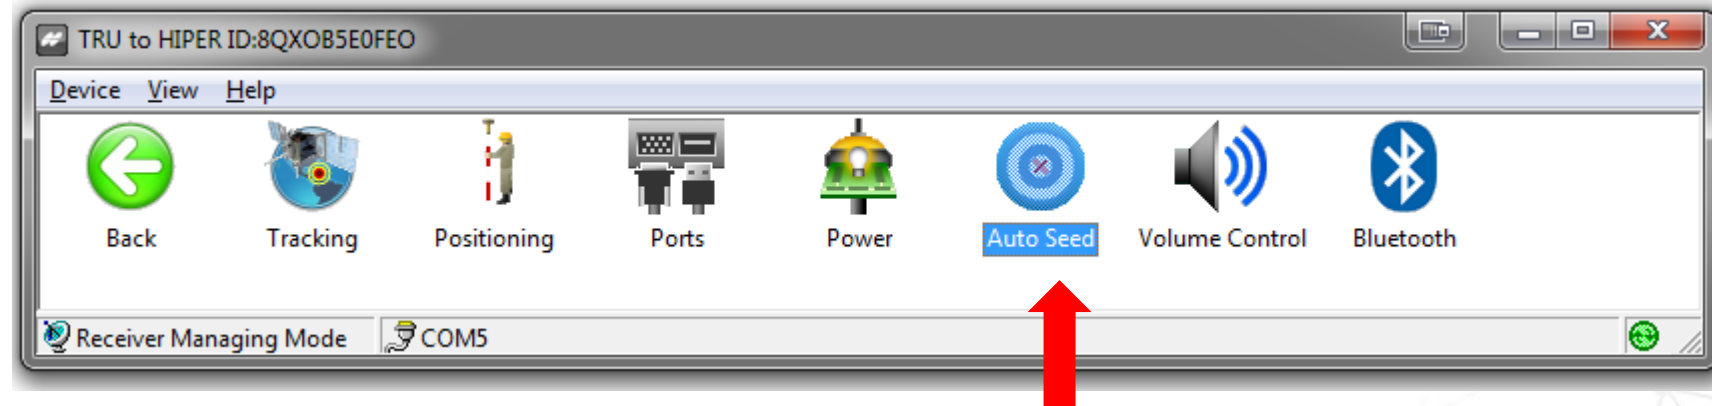 TRU to HIPER ID:8QXOB5E0FEO
Device View Help
Back Tracking Positioning Ports Power Auto Seed Volume Control Bluetooth
Receiver Managing Mode COM5